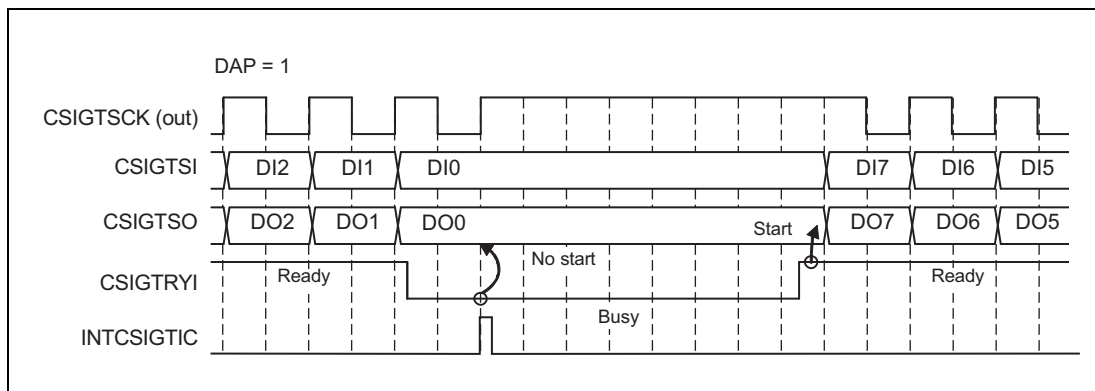 DAP = 1
CSIGTSCK (out)
CSIGTSI DI2 DI1 DI0 DI7 DI6 DI5
CSIGTSO DO2 DO1 DO0 Start DO7 DO6 DO5
No start
CSIGTRYI Ready Ready
Busy
INTCSIGTIC